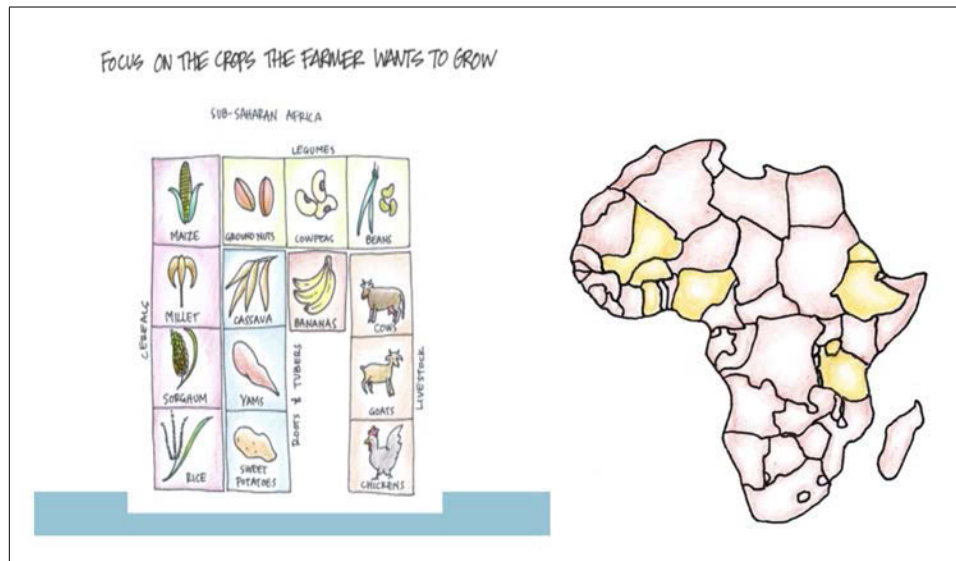 FOCUS ON THE CROPS THE FARMER WANTS TO GROW
SUB-SAHARAN AFRICA
LEGUMES
MAIZE
GROUND NUTS
COWPEAS
BEANS
CEREALS
MILLET
CASSAVA
BANANAS
COWS
SORGHUM
YAMS
ROOTS & TUBERS
GOATS
LIVESTOCK
RICE
SWEET
POTATOES
CHICKENS